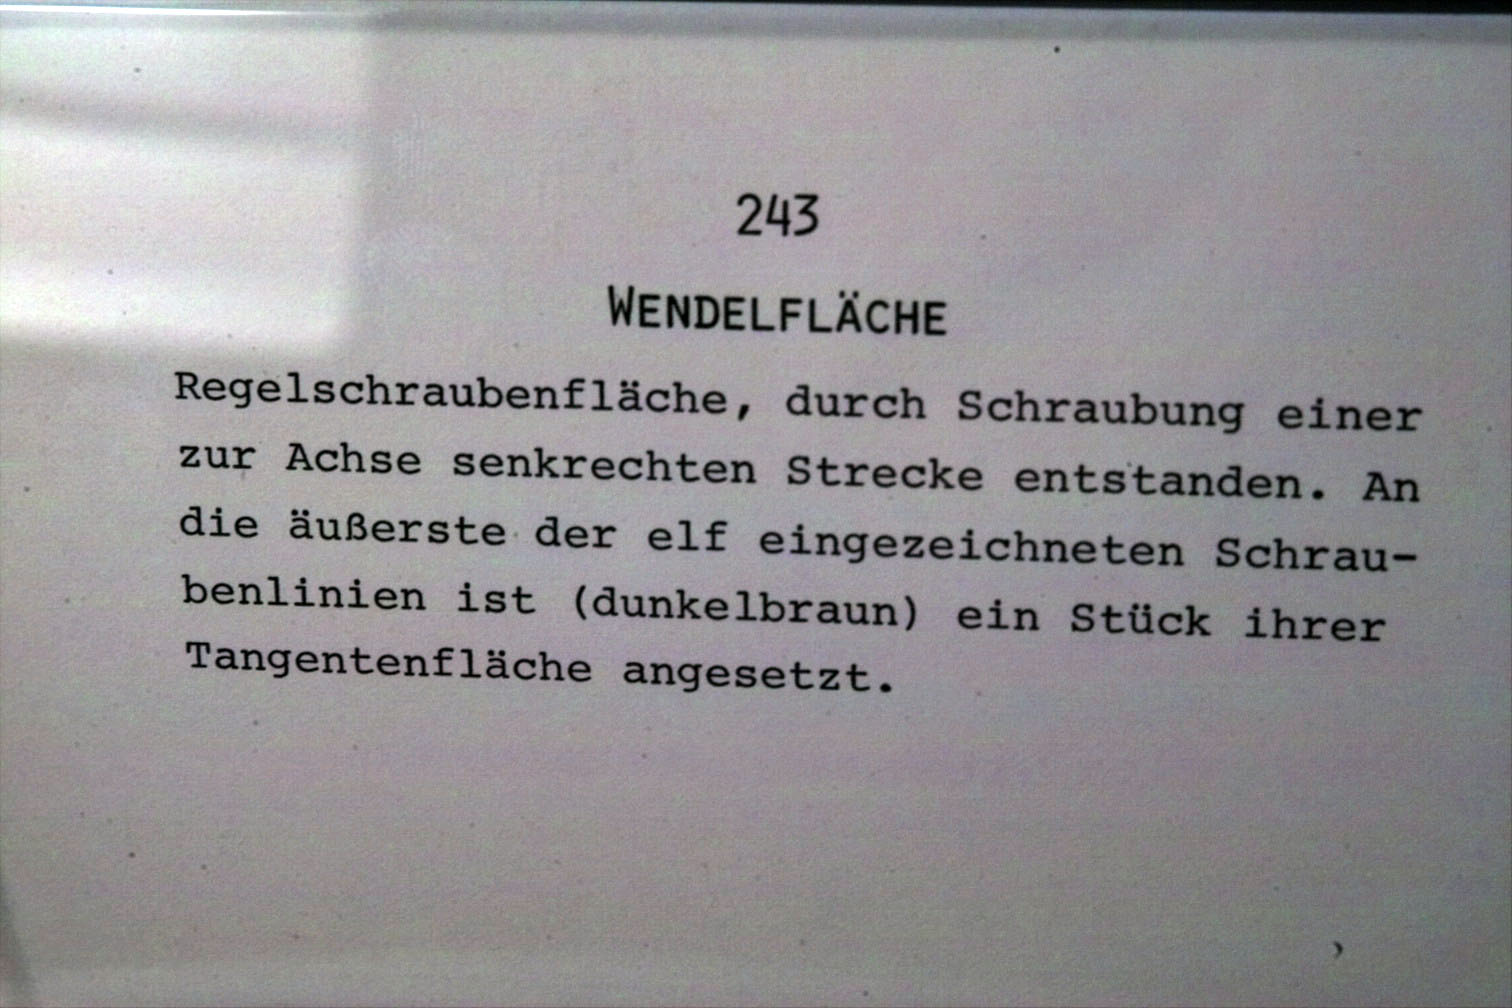 243
WENDELFLÄCHE
Regelschraubenfläche, durch Schraubung einer
zur Achse senkrechten Strecke entstanden. An
die äußerste der elf eingezeichneten Schrau-
benlinien ist (dunkelbraun) ein Stück ihrer
Tangentenfläche angesetzt.